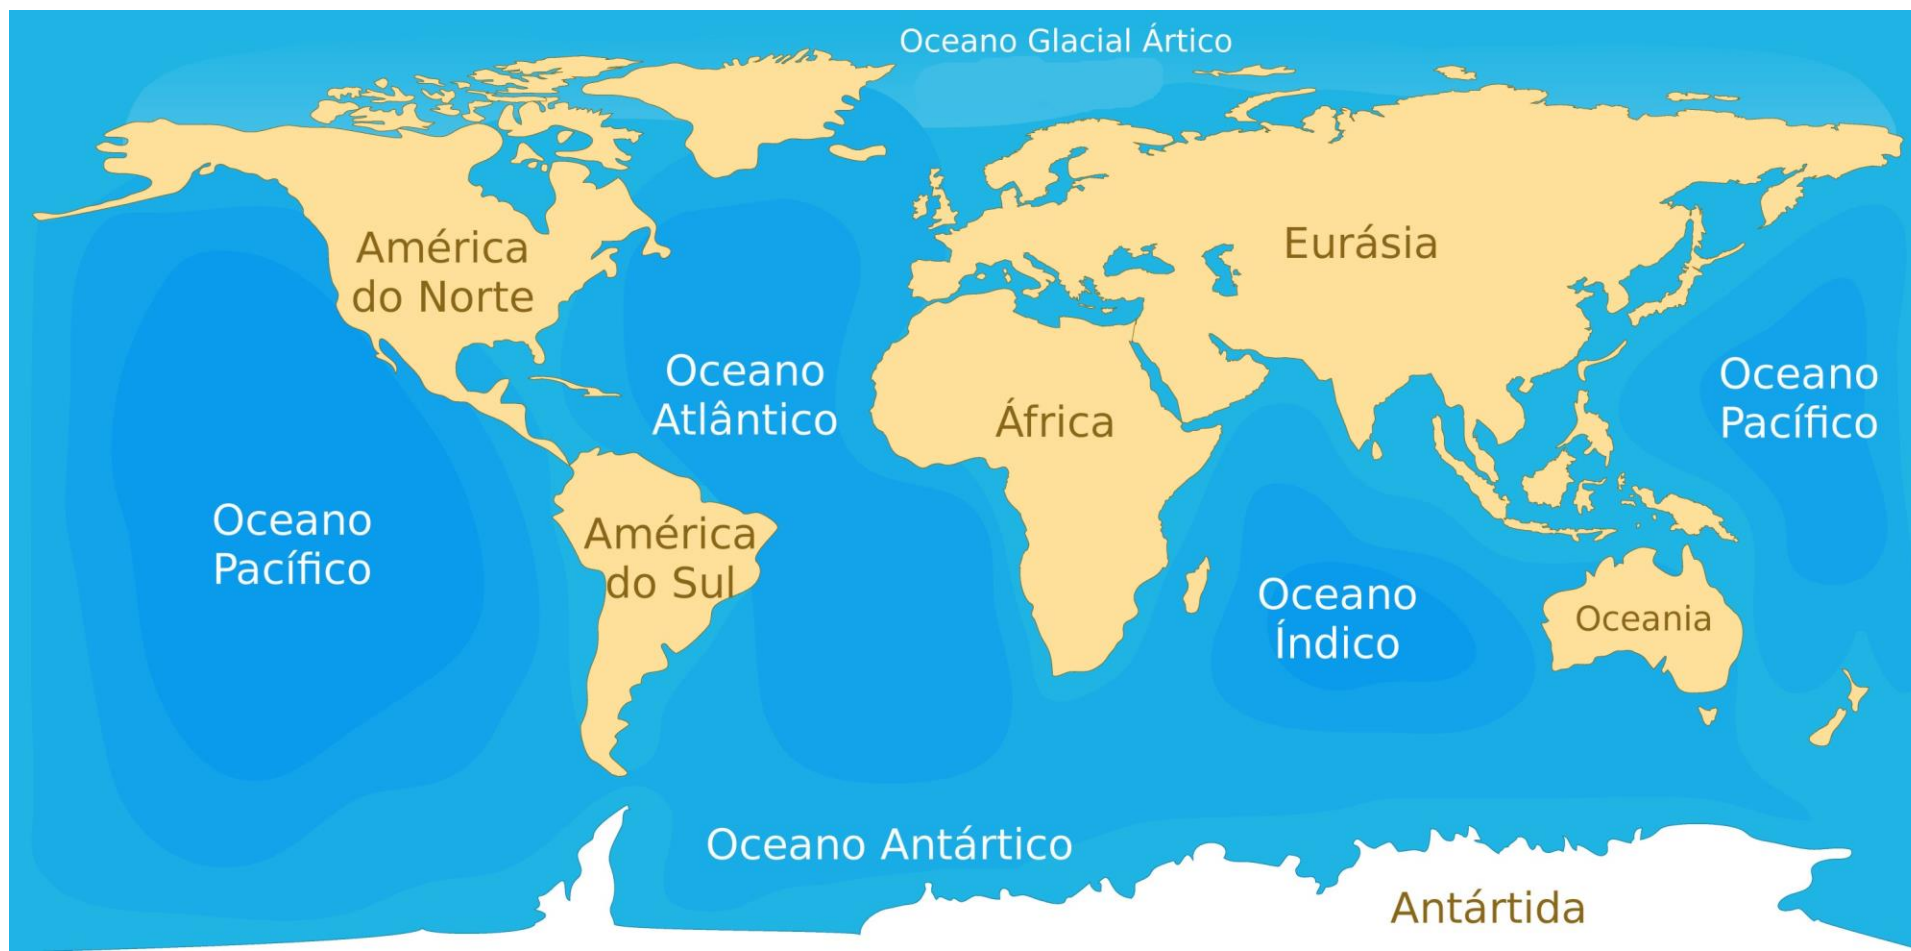 Oceano Glacial Ártico
América
do Norte
Eurásia
Oceano
Atlântico
África
Oceano
Pacífico
Oceano
Pacífico
América
do Sul
Oceano
Índico
Oceania
Oceano Antártico
Antártida